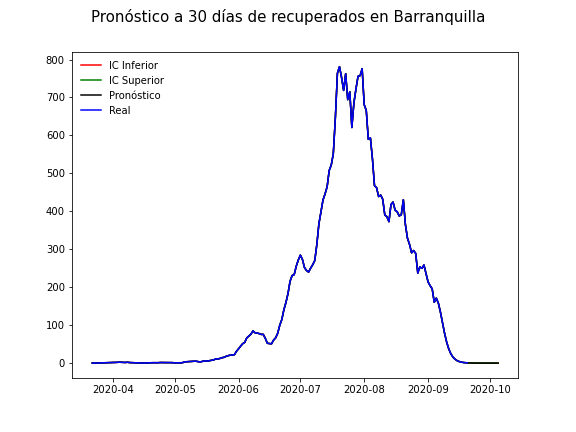 Pronóstico a 30 días de recuperados en Barranquilla
IC Inferior
IC Superior
Pronóstico
Real
800
700
600
500
400
300
200
100
0
2020-04 2020-05 2020-06 2020-07 2020-08 2020-09 2020-10